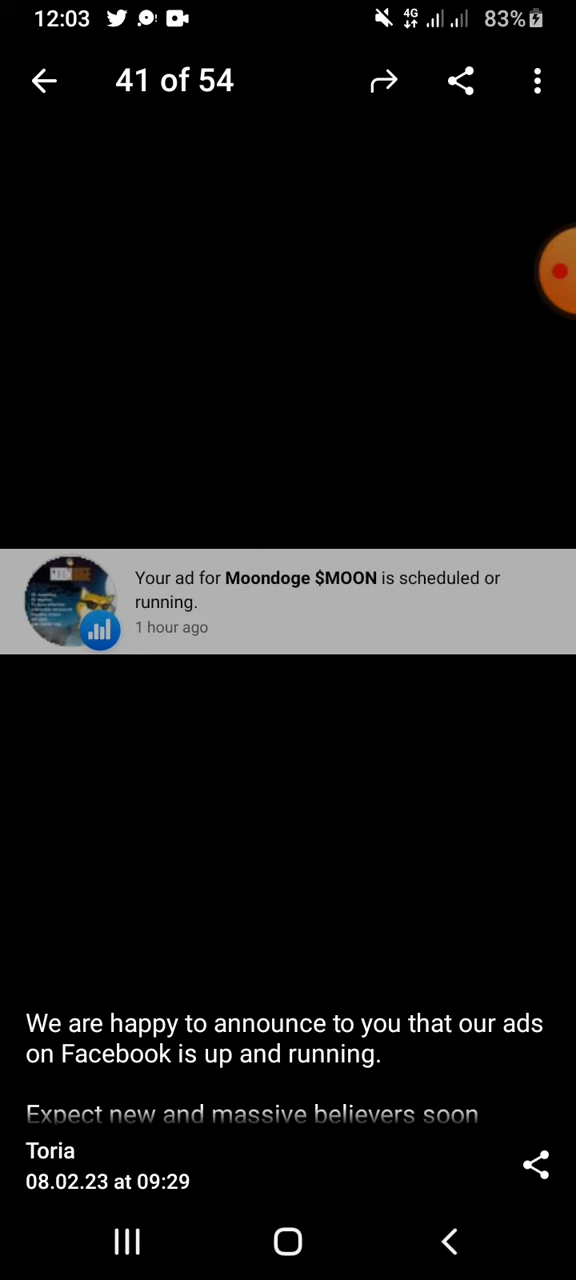 12:03
4G
83%
41 of 54
Your ad for Moondoge $MOON is scheduled or
running.
1 hour ago
We are happy to announce to you that our ads
on Facebook is up and running.
Expect new and massive believers soon
Toria
08.02.23 at 09:29